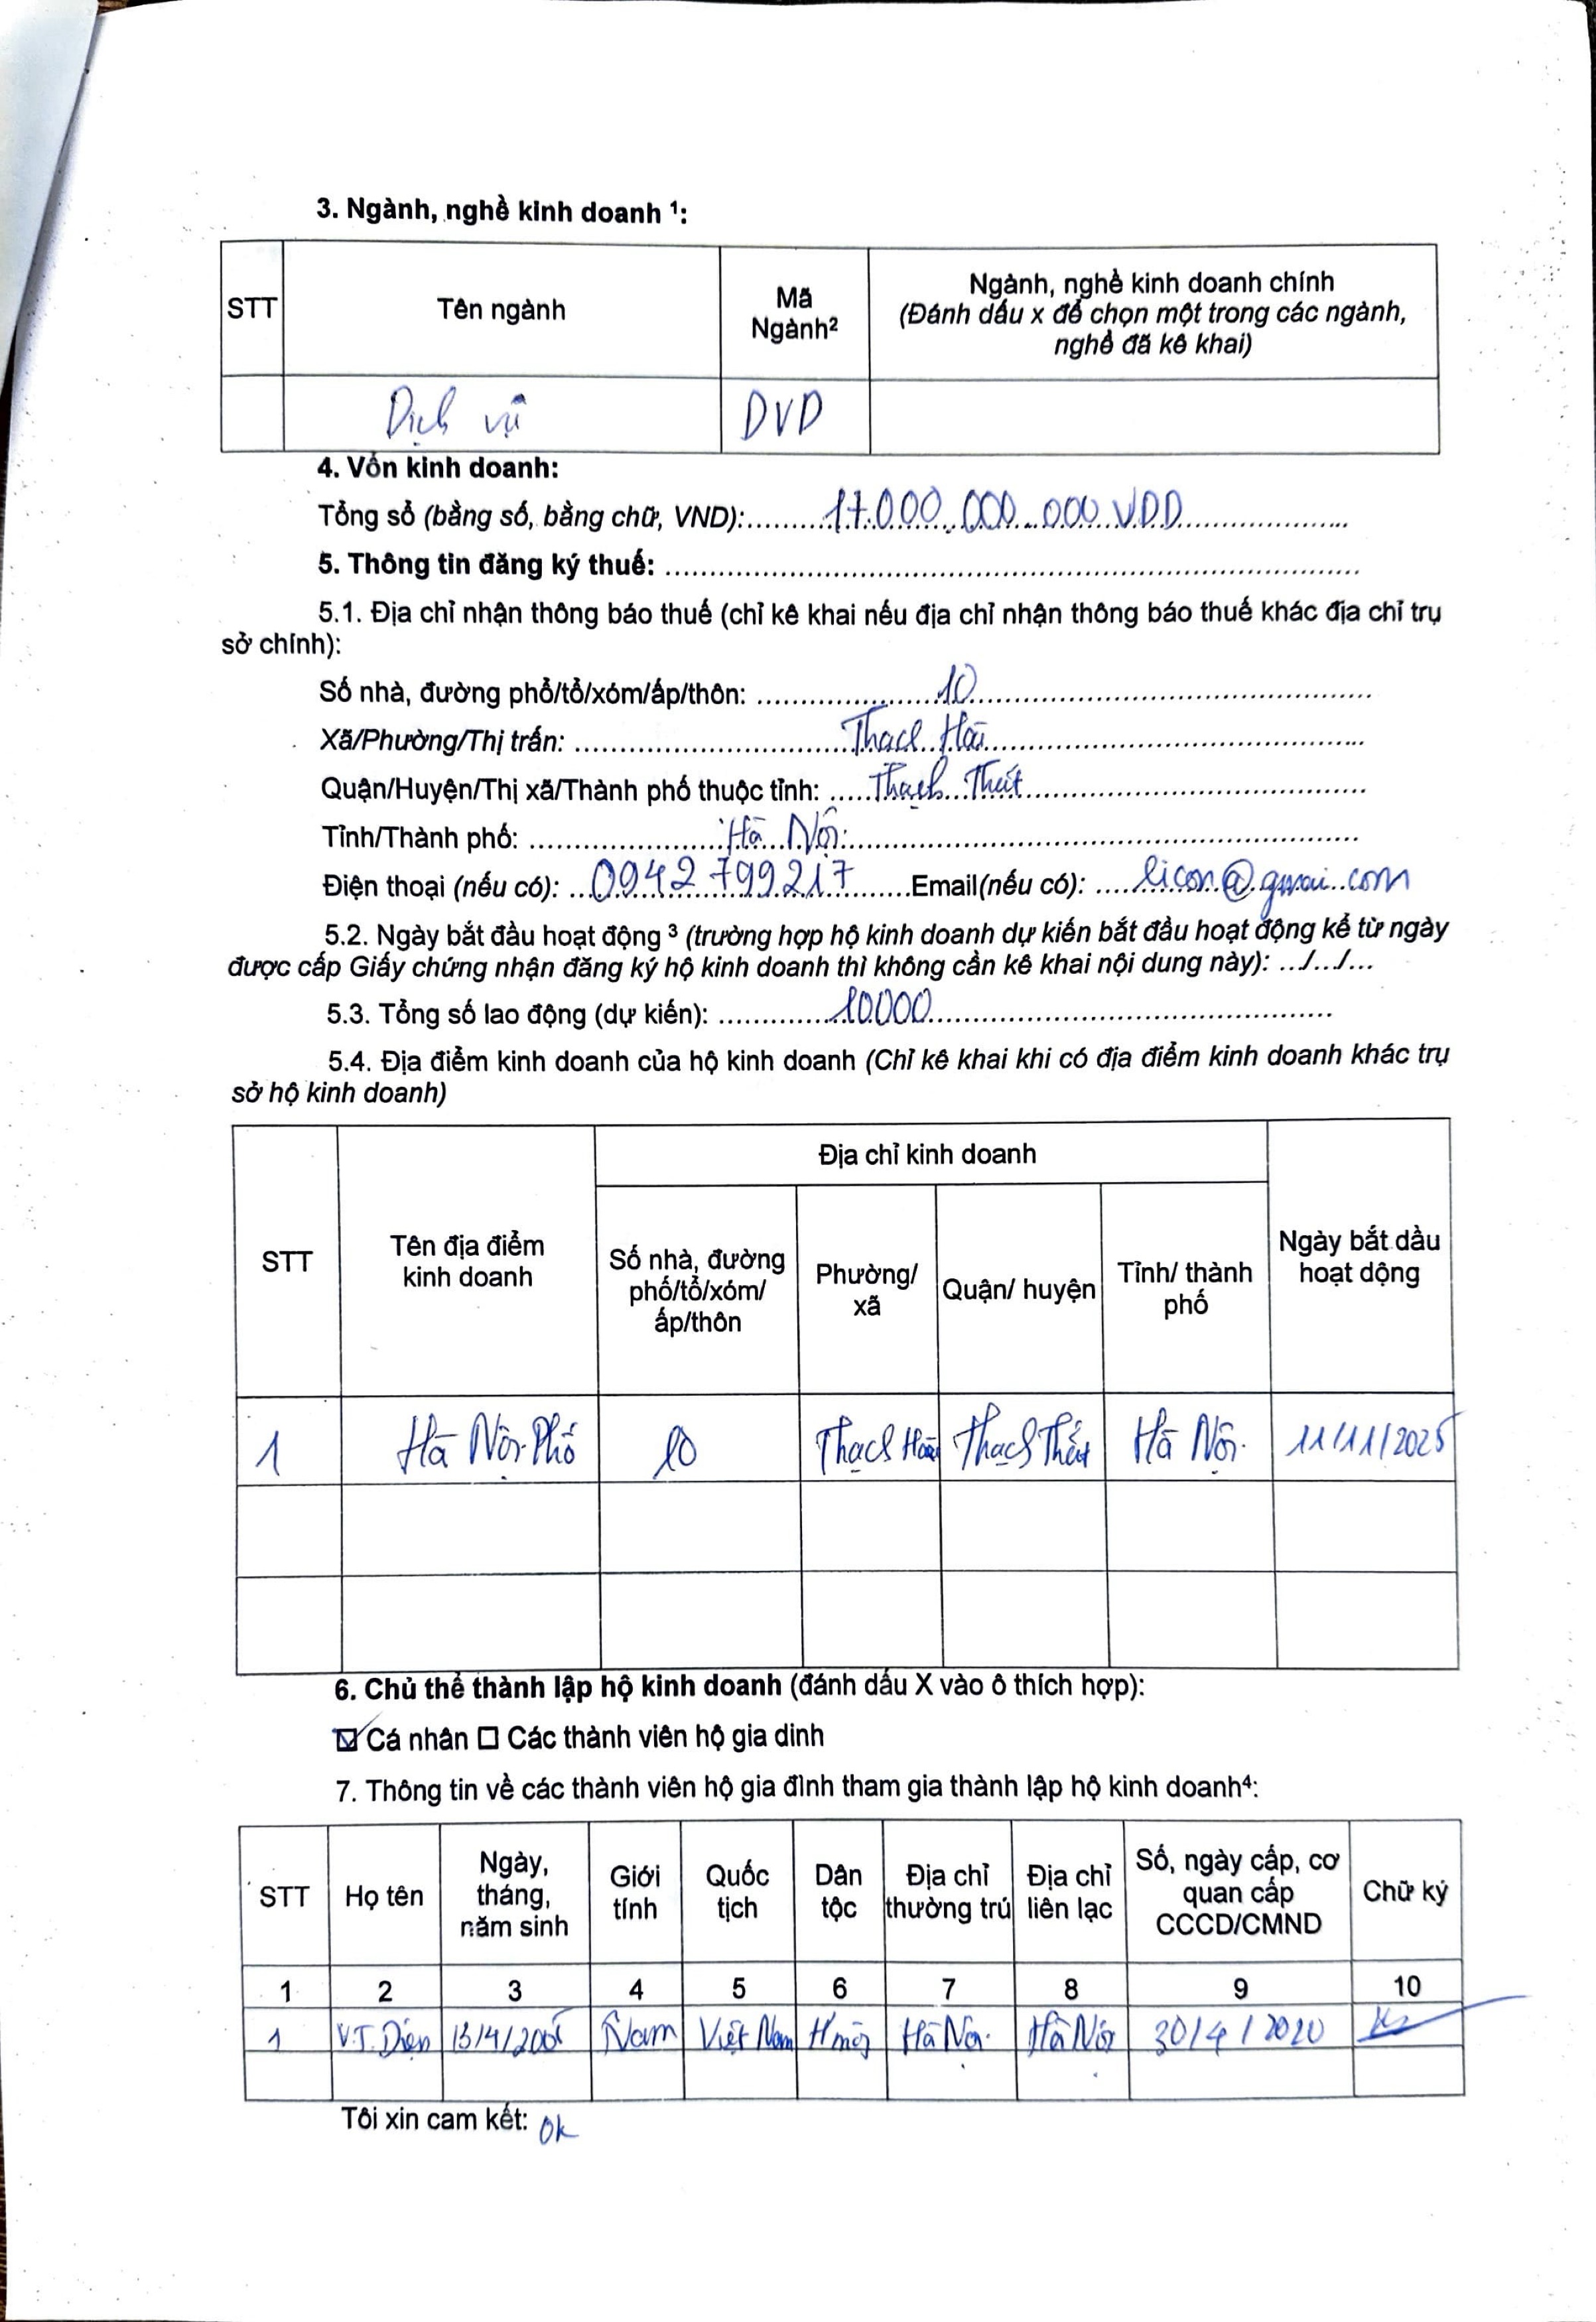 3. Ngành, nghề kinh doanh ¹:
STT
Tên ngành
Mã Ngành²
Ngành, nghề kinh doanh chính
(Đánh dấu x để chọn một trong các ngành, nghề đã kê khai)
Dịch vụ
DVD
4. Vốn kinh doanh:
Tổng số (bằng số, bằng chữ, VND): 17.000.000.000 VDD
5. Thông tin đăng ký thuế:
5.1. Địa chỉ nhận thông báo thuế (chỉ kê khai nếu địa chỉ nhận thông báo thuế khác địa chỉ trụ
sở chính):
Số nhà, đường phố/tổ/xóm/ấp/thôn: 10
Xã/Phường/Thị trấn: Thạch Hòa
Quận/Huyện/Thị xã/Thành phố thuộc tỉnh: Thạch Thất
Tỉnh/Thành phố: Hà Nội
Điện thoại (nếu có): 0942 799217 Email(nếu có): licon@gmai.com
5.2. Ngày bắt đầu hoạt động ³ (trường hợp hộ kinh doanh dự kiến bắt đầu hoạt động kể từ ngày
được cấp Giấy chứng nhận đăng ký hộ kinh doanh thì không cần kê khai nội dung này): .../.../...
5.3. Tổng số lao động (dự kiến): 10000
5.4. Địa điểm kinh doanh của hộ kinh doanh (Chỉ kê khai khi có địa điểm kinh doanh khác trụ
sở hộ kinh doanh)
STT
Tên địa điểm kinh doanh
Địa chỉ kinh doanh
Số nhà, đường phố/tổ/xóm/ấp/thôn
Phường/ xã
Quận/ huyện
Tỉnh/ thành phố
Ngày bắt dầu hoạt dộng
1 Hà Nội Phố 10 Thạch Hòa Thạch Thất Hà Nội 11/11/2025
6. Chủ thể thành lập hộ kinh doanh (đánh dấu X vào ô thích hợp):
☑ Cá nhân ☐ Các thành viên hộ gia dinh
7. Thông tin về các thành viên hộ gia đình tham gia thành lập hộ kinh doanh⁴:
STT
Họ tên
Ngày, tháng, năm sinh
Giới tính
Quốc tịch
Dân tộc
Địa chỉ thường trú
Địa chỉ liên lạc
Số, ngày cấp, cơ quan cấp CCCD/CMND
Chữ ký
1 2 3 4 5 6 7 8 9 10
1 V.T. Diện Nam Việt Nam H'mông Hà Nội Hà Nội 30/4/2020
Tôi xin cam kết: Ok